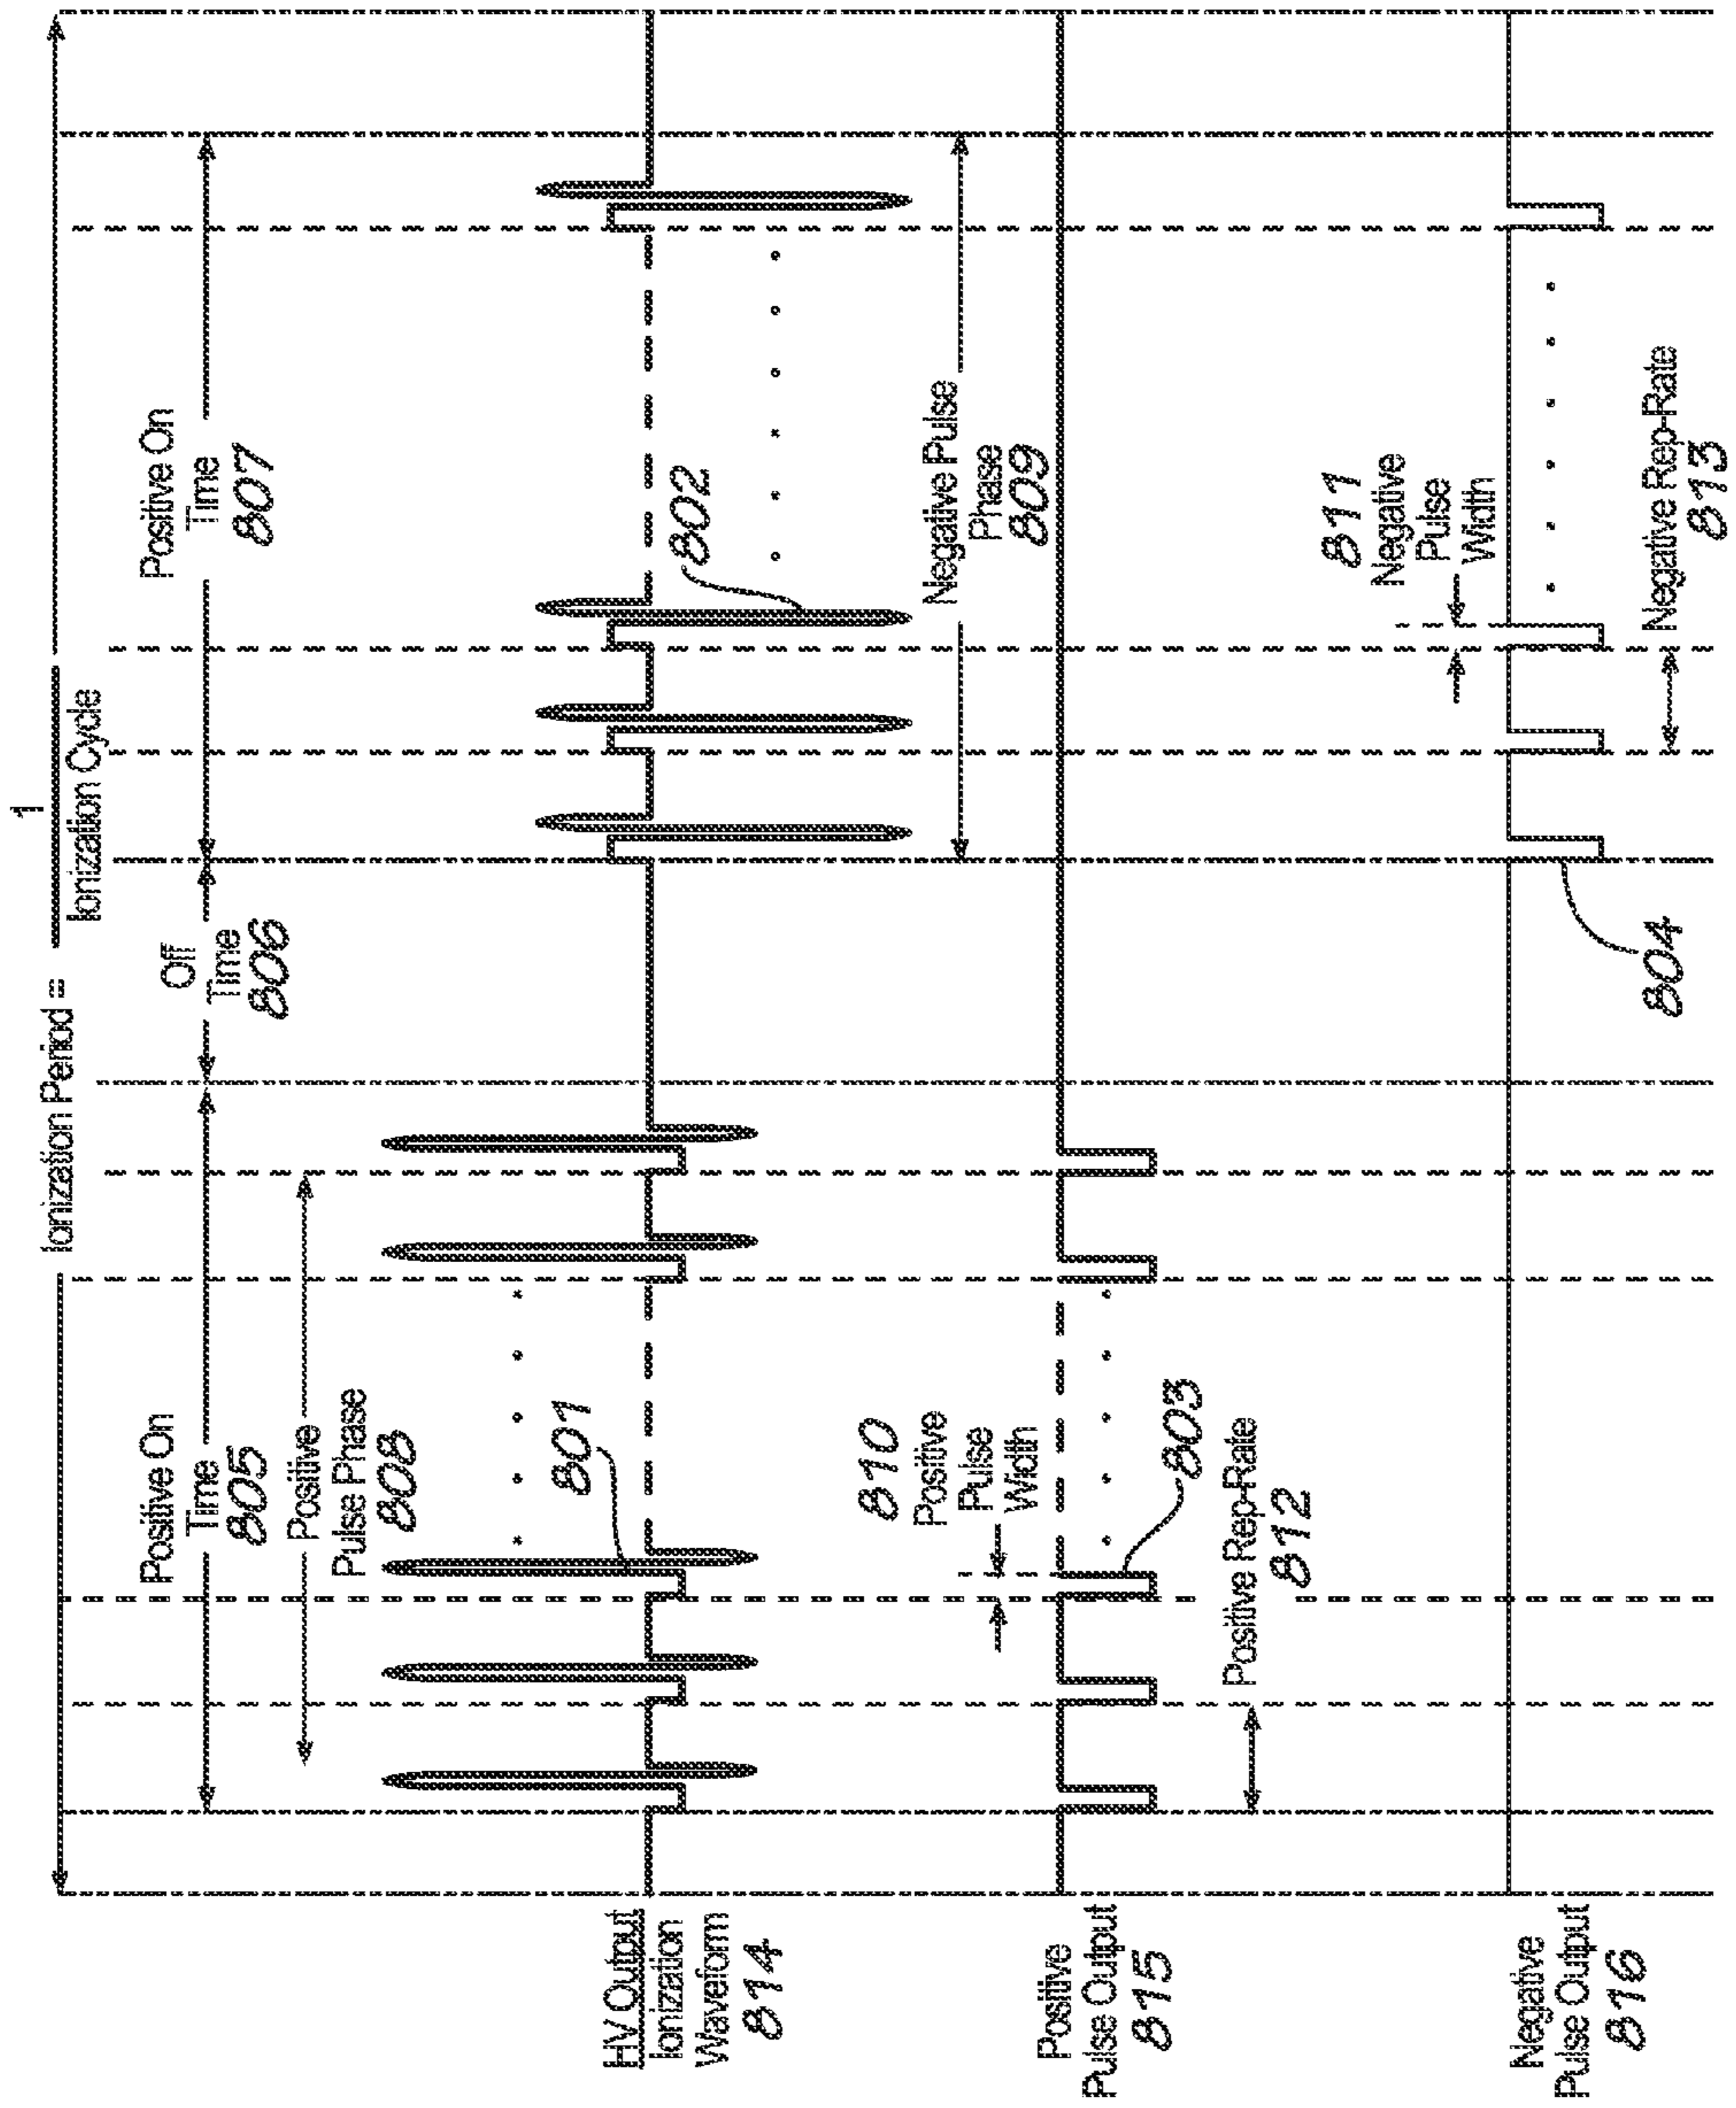 Ionization Period =
1
Ionization Cycle
Positive On
Time
805
Off
Time
806
Positive On
Time
807
Positive
Pulse Phase
808
801
802
Negative Pulse
Phase
809
HV Output
Ionization
Waveform
814
810
Positive
Pulse
Width
803
Positive Rep-Rate
812
Positive
Pulse Output
815
811
Negative
Pulse
Width
804
Negative Rep-Rate
813
Negative
Pulse Output
816